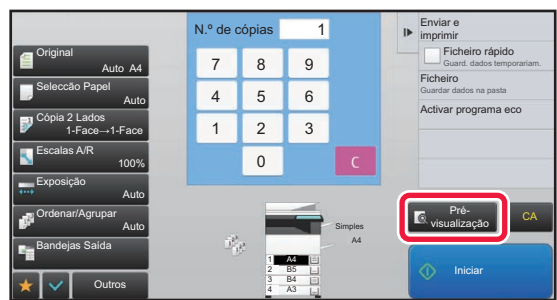 N.º de cópias 1
Original
Auto A4
Seleccão Papel
Auto
Cópia 2 Lados
1-Face→1-Face
Escalas A/R
100%
Exposição
Auto
Ordenar/Agrupar
Auto
Bandejas Saída
Outros
7 8 9
4 5 6
1 2 3
0 C
Simples
A4
1 A4
2 B5
3 B4
4 A3
Enviar e
imprimir
Ficheiro rápido
Guard. dados temporariam.
Ficheiro
Guardar dados na pasta
Activar programa eco
Pré-
visualização
CA
Iniciar